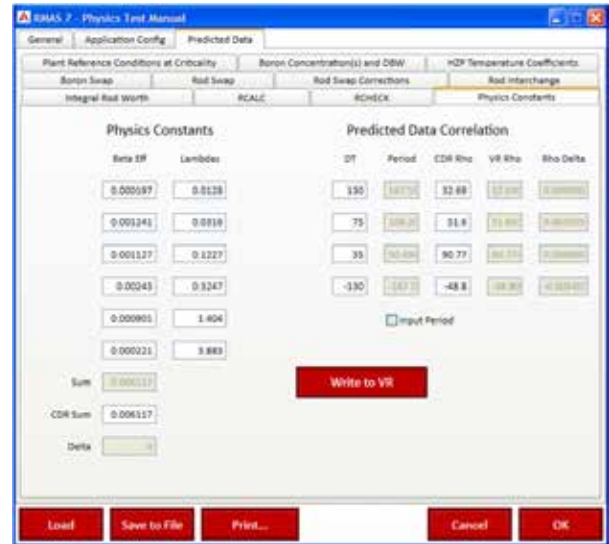 RMAS 7 - Physics Test Manual
General Application Config Predicted Data
Plant Reference Conditions at Criticality Boron Concentration(s) and DBW HZP Temperature Coefficients
Boron Swap Rod Swap Rod Swap Corrections Rod Interchange
Integral Rod Worth RCALC RCHECK Physics Constants
Physics Constants Predicted Data Correlation
Beta Eff Lambdas DT Period CDR Rho VR Rho Rho Delta
0.000197 0.0128 130 32.68
0.001241 0.0316 75 51.6
0.001127 0.1227 35 90.77
0.00243 0.3247 -130 -48.8
0.000901 1.404 Input Period
0.000221 3.883
Sum 0.006117 Write to VR
CDR Sum 0.006117
Delta
Load Save to File Print... Cancel OK